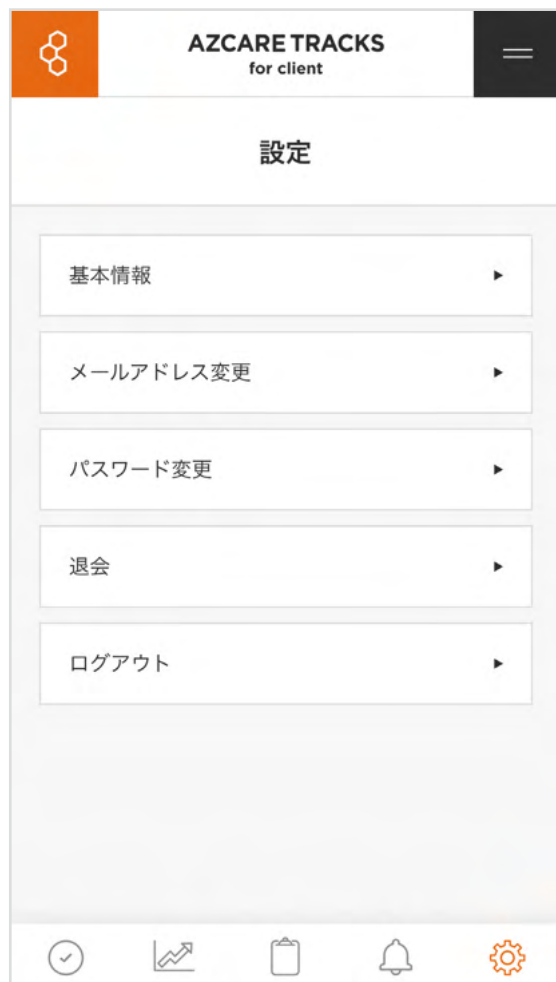 AZCARE TRACKS
for client
設定
基本情報
メールアドレス変更
パスワード変更
退会
ログアウト